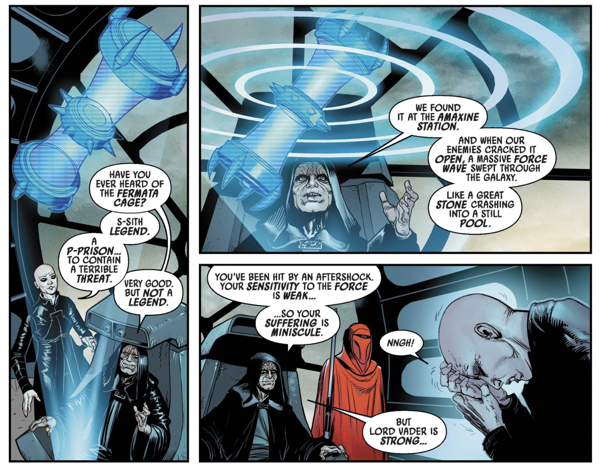 HAVE YOU
EVER HEARD OF
THE FERMATA
CAGE?
S-SITH
LEGEND.
A
P-PRISON...
TO CONTAIN
A TERRIBLE
THREAT.
VERY GOOD.
BUT NOT A
LEGEND.
WE FOUND
IT AT THE AMAXINE
STATION.
AND WHEN OUR
ENEMIES CRACKED IT
OPEN, A MASSIVE FORCE
WAVE SWEPT THROUGH
THE GALAXY.
LIKE A GREAT
STONE CRASHING
INTO A STILL
POOL.
YOU'VE BEEN HIT BY AN AFTERSHOCK.
YOUR SENSITIVITY TO THE FORCE
IS WEAK...
...SO YOUR
SUFFERING IS
MINISCULE.
NNGH!
BUT
LORD VADER IS
STRONG...